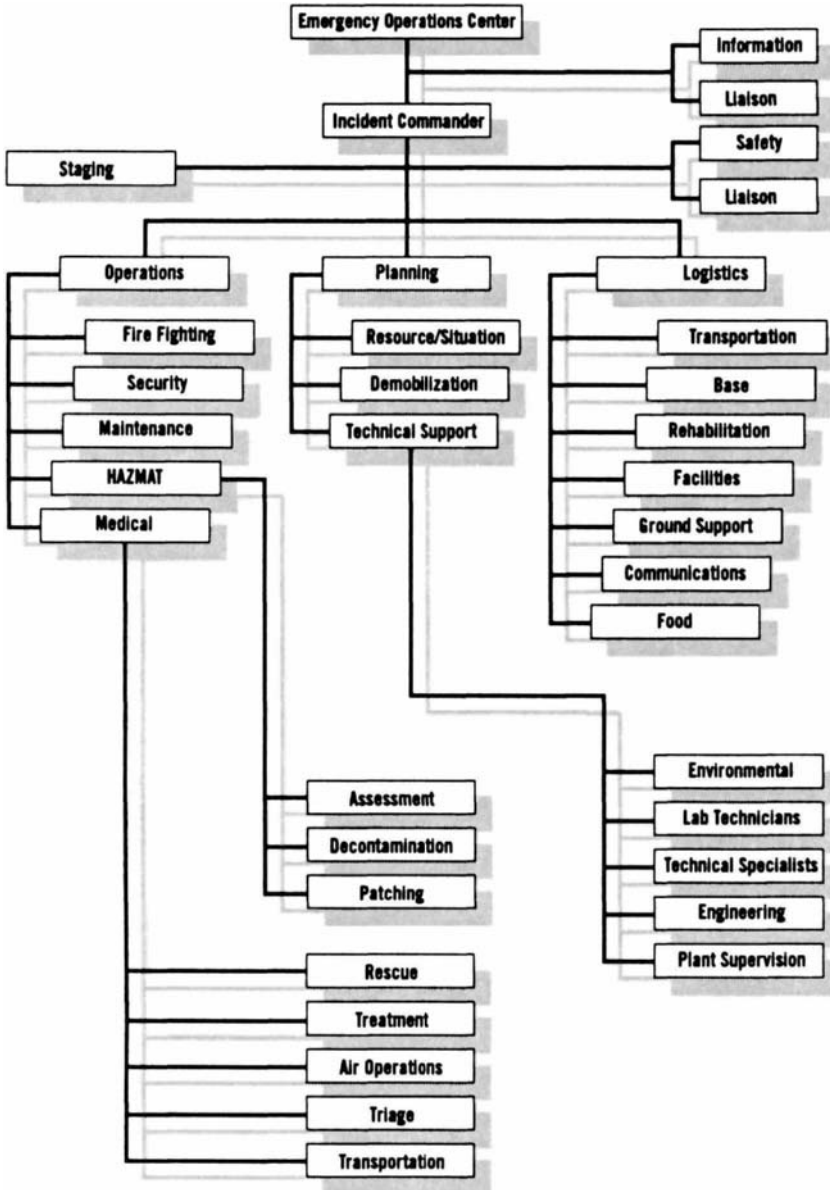 Emergency Operations Center
Information
Liaison
Incident Commander
Safety
Staging
Liaison
Operations
Planning
Logistics
Fire Fighting
Resource/Situation
Transportation
Security
Demobilization
Base
Maintenance
Technical Support
Rehabilitation
HAZMAT
Facilities
Medical
Ground Support
Communications
Food
Environmental
Assessment
Lab Technicians
Decontamination
Technical Specialists
Patching
Engineering
Plant Supervision
Rescue
Treatment
Air Operations
Triage
Transportation